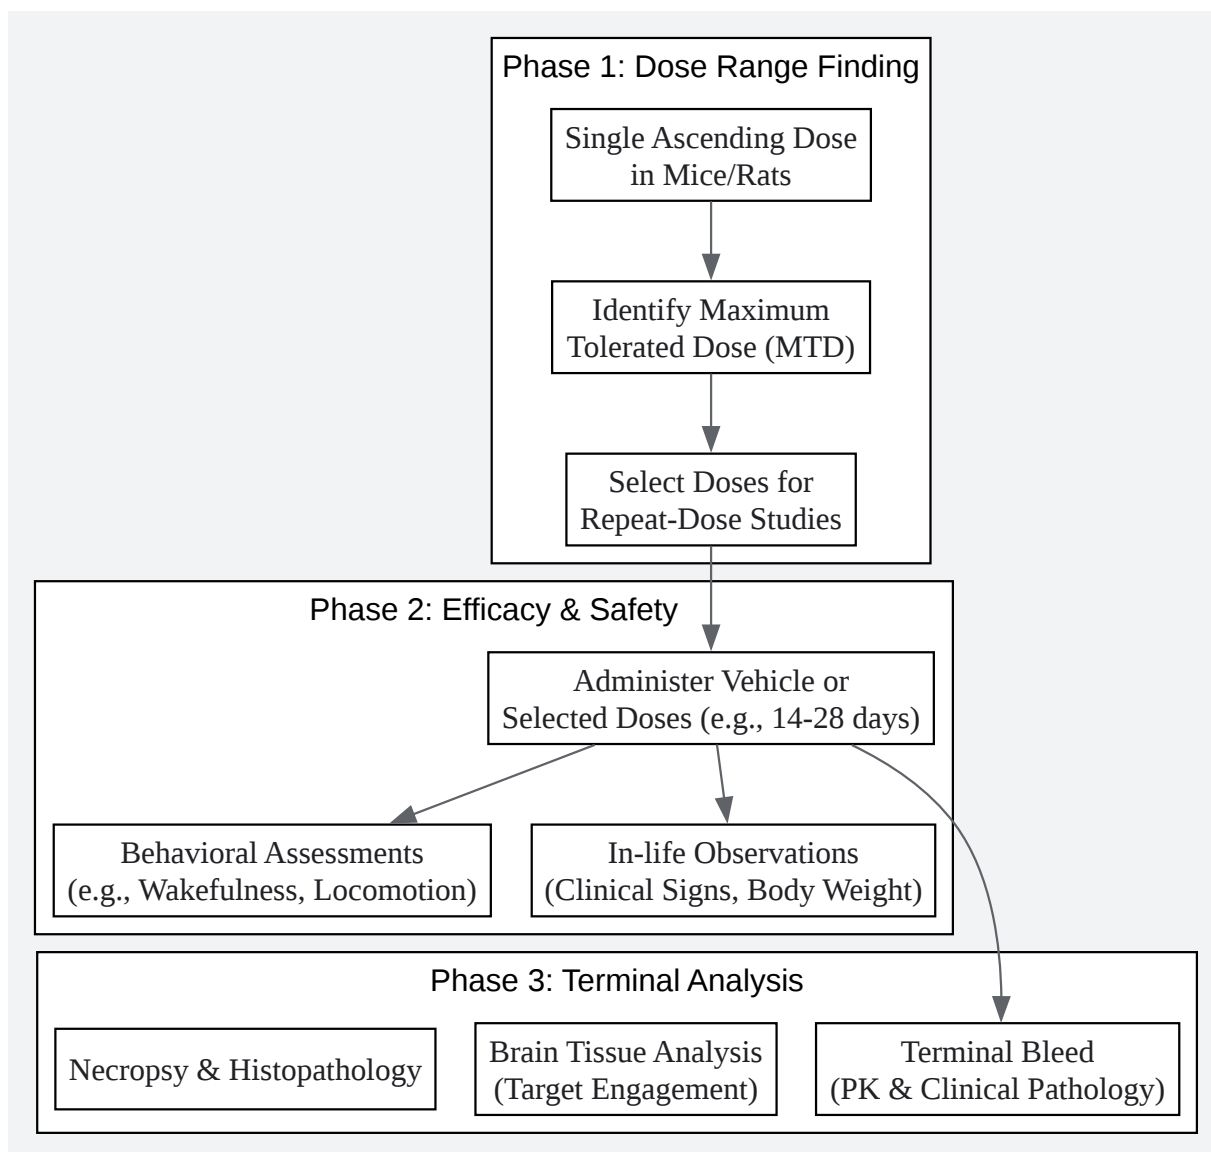 Phase 1: Dose Range Finding
Single Ascending Dose
in Mice/Rats
Identify Maximum
Tolerated Dose (MTD)
Select Doses for
Repeat-Dose Studies
Phase 2: Efficacy & Safety
Administer Vehicle or
Selected Doses (e.g., 14-28 days)
Behavioral Assessments
(e.g., Wakefulness, Locomotion)
In-life Observations
(Clinical Signs, Body Weight)
Phase 3: Terminal Analysis
Necropsy & Histopathology
Brain Tissue Analysis
(Target Engagement)
Terminal Bleed
(PK & Clinical Pathology)